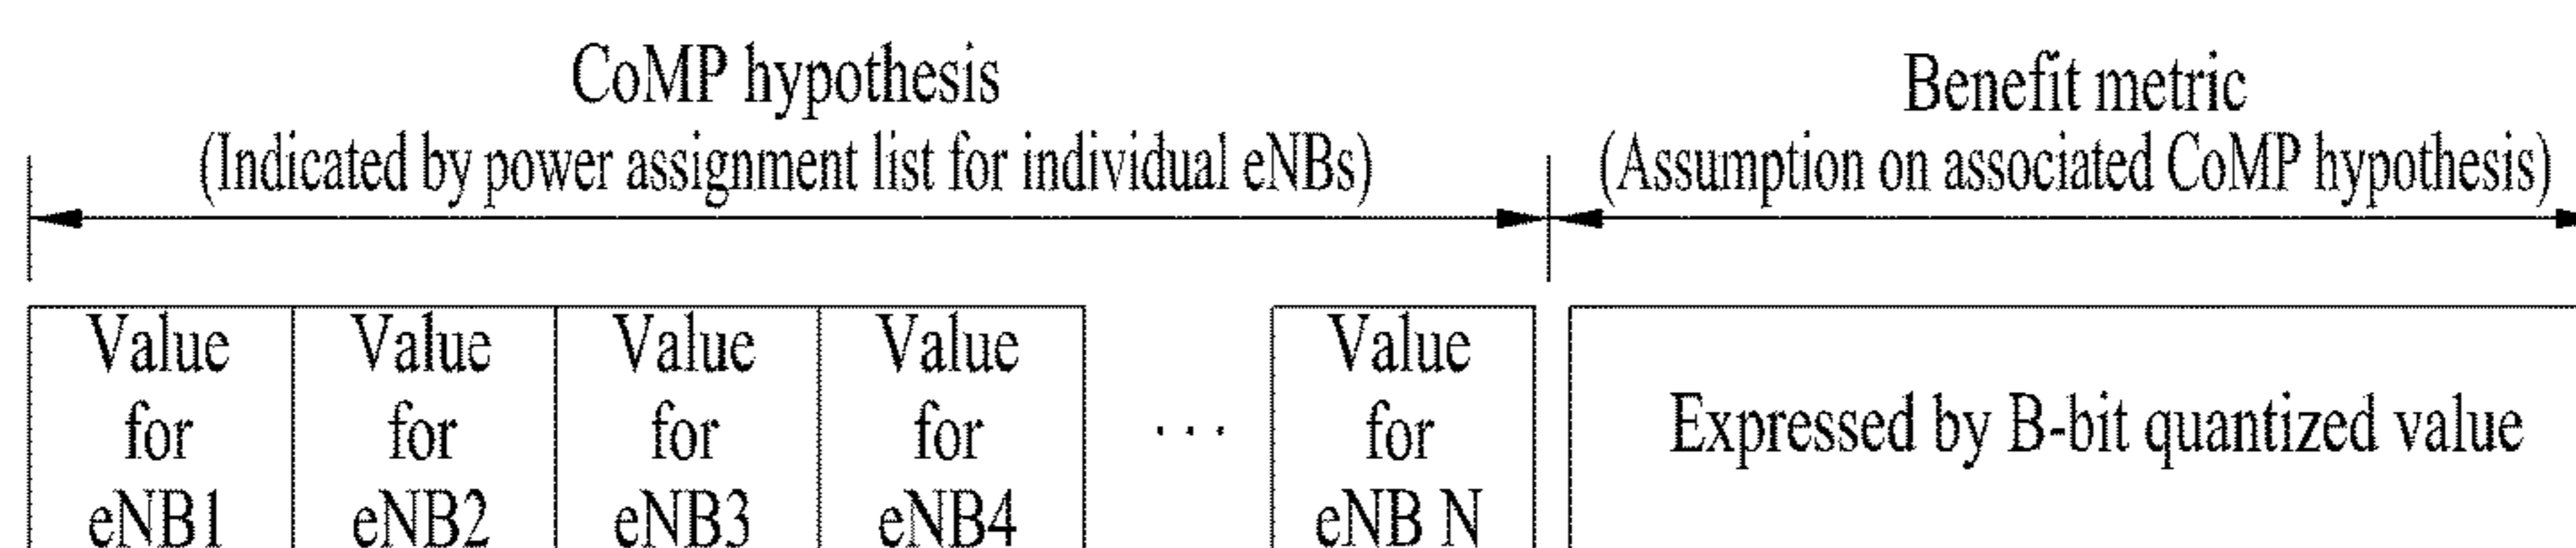 CoMP hypothesis
(Indicated by power assignment list for individual eNBs)
Benefit metric
(Assumption on associated CoMP hypothesis)
Value
for
eNB1
Value
for
eNB2
Value
for
eNB3
Value
for
eNB4
...
Value
for
eNB N
Expressed by B-bit quantized value